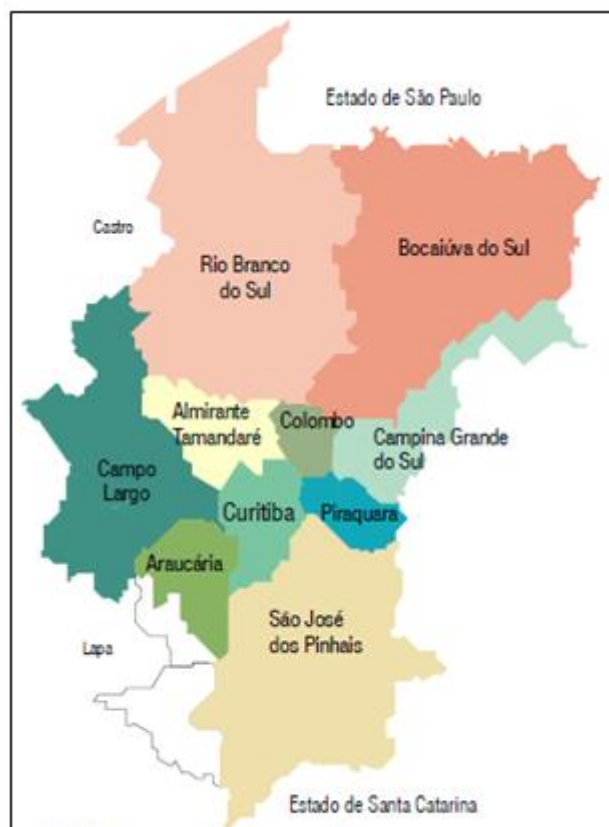 Estado de São Paulo
Castro
Rio Branco
do Sul
Bocaiúva do Sul
Almirante
Tamandaré
Colombo
Campina Grande
do Sul
Campo
Largo
Curitiba
Piraquara
Araucária
São José
dos Pinhais
Lapa
Estado de Santa Catarina